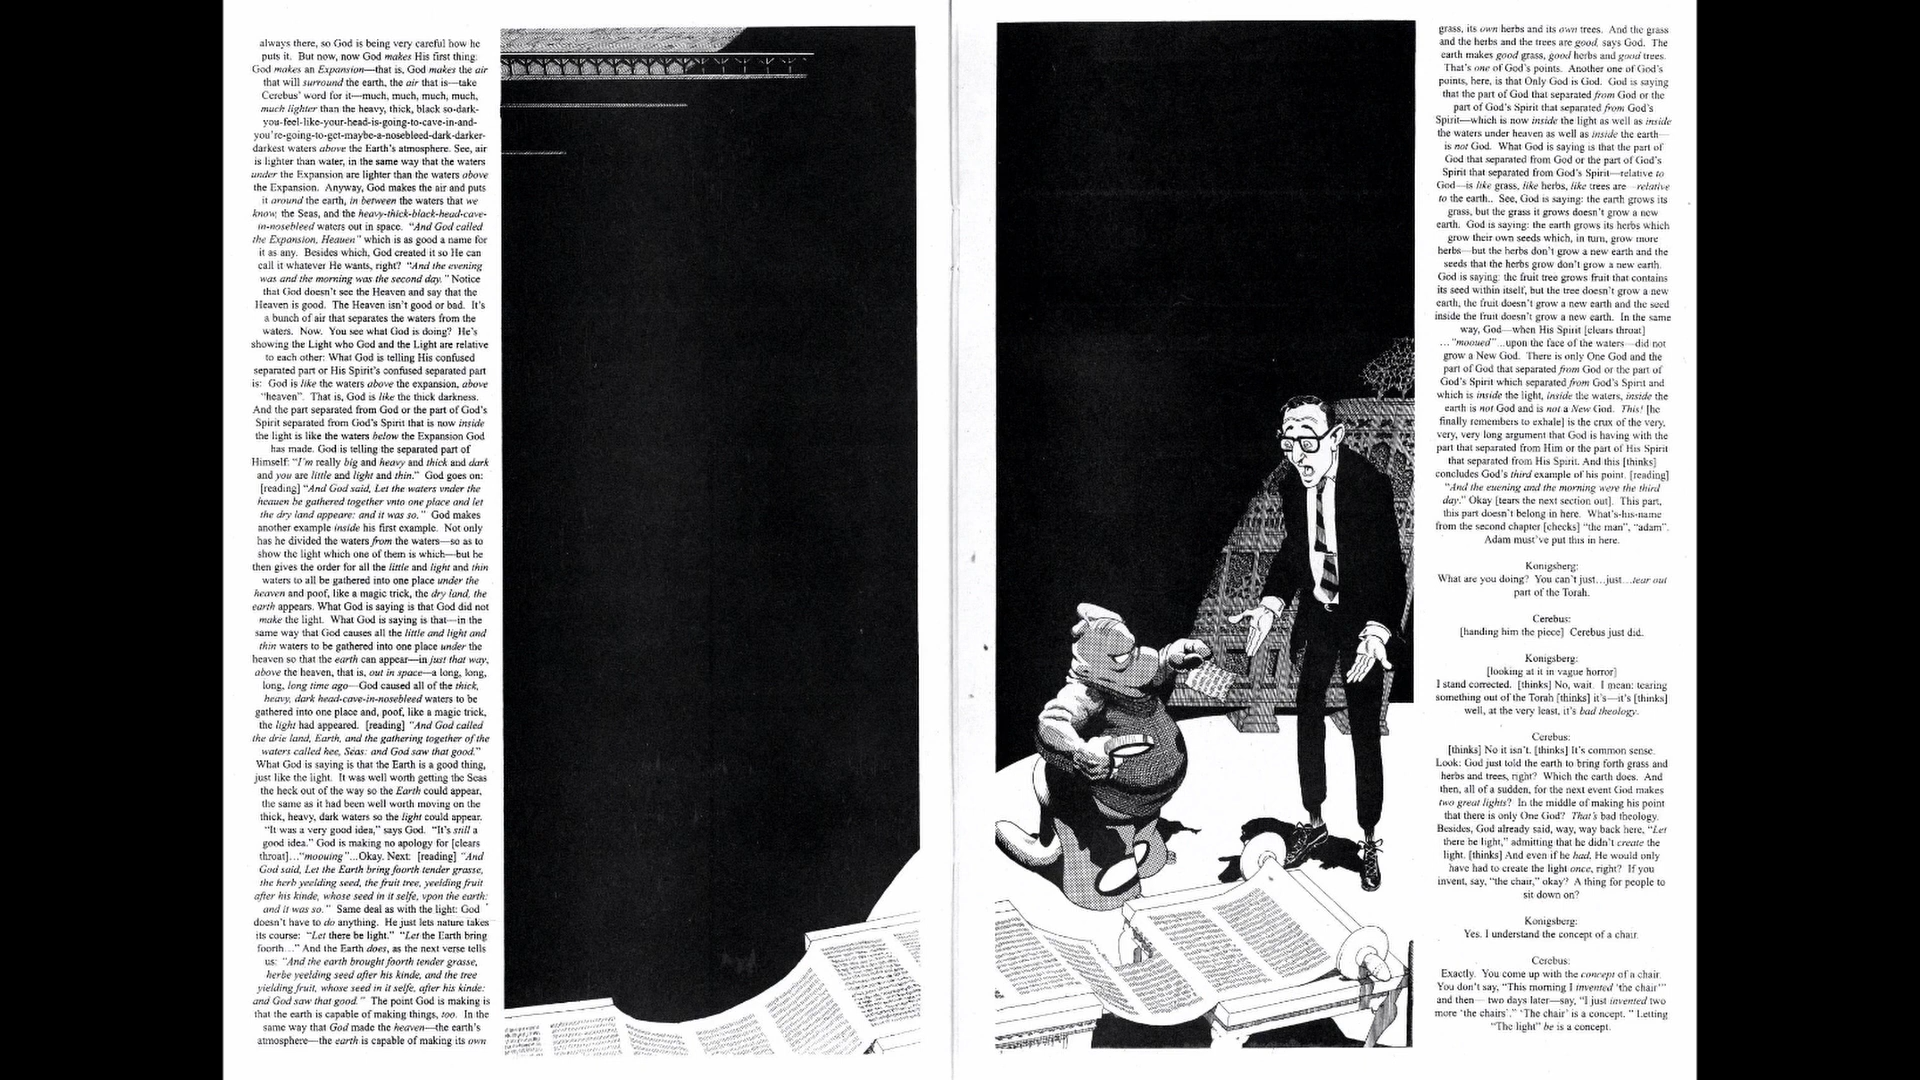 always there, so God is being very careful how he
puts it.  But now, now God makes His first thing:
God makes an Expansion—that is, God makes the air
that will surround the earth, the air that is—take
Cerebus' word for it—much, much, much, much,
much lighter than the heavy, thick, black so-dark-
you-feel-like-your-head-is-going-to-cave-in-and-
you're-going-to-get-maybe-a-nosebleed-dark-darker-
darkest waters above the Earth's atmosphere. See, air
is lighter than water, in the same way that the waters
under the Expansion are lighter than the waters above
the Expansion.  Anyway, God makes the air and puts
it around the earth, in between the waters that we
know, the Seas, and the heavy-thick-black-head-cave-
in-nosebleed waters out in space.  "And God called
the Expansion, Heauen" which is as good a name for
it as any.  Besides which, God created it so He can
call it whatever He wants, right?  "And the evening
was and the morning was the second day."  Notice
that God doesn't see the Heaven and say that the
Heaven is good.  The Heaven isn't good or bad.  It's
a bunch of air that separates the waters from the
waters.  Now.  You see what God is doing?  He's
showing the Light who God and the Light are relative
to each other: What God is telling His confused
separated part or His Spirit's confused separated part
is:  God is like the waters above the expansion, above
"heaven".  That is, God is like the thick darkness.
And the part separated from God or the part of God's
Spirit separated from God's Spirit that is now inside
the light is like the waters below the Expansion God
has made.  God is telling the separated part of
Himself: "I'm really big and heavy and thick and dark
and you are little and light and thin."  God goes on:
[reading] "And God said, Let the waters vnder the
heauen be gathered together vnto one place and let
the dry land appeare: and it was so."  God makes
another example inside his first example.  Not only
has he divided the waters from the waters—so as to
show the light which one of them is which—but he
then gives the order for all the little and light and thin
waters to all be gathered into one place under the
heaven and poof, like a magic trick, the dry land, the
earth appears. What God is saying is that God did not
make the light.  What God is saying is that—in the
same way that God causes all the little and light and
thin waters to be gathered into one place under the
heaven so that the earth can appear—in just that way,
above the heaven, that is, out in space—a long, long,
long, long time ago—God caused all of the thick,
heavy, dark head-cave-in-nosebleed waters to be
gathered into one place and, poof, like a magic trick,
the light had appeared.  [reading] "And God called
the drie land, Earth, and the gathering together of the
waters called hee, Seas: and God saw that good."
What God is saying is that the Earth is a good thing,
just like the light.  It was well worth getting the Seas
the heck out of the way so the Earth could appear,
the same as it had been well worth moving on the
thick, heavy, dark waters so the light could appear.
"It was a very good idea," says God.  "It's still a
good idea."  God is making no apology for [clears
throat]…"moouing"...Okay. Next:  [reading] "And
God said, Let the Earth bring foorth tender grasse,
the herb yeelding seed, the fruit tree, yeelding fruit
after his kinde, whose seed in it selfe, vpon the earth:
and it was so."  Same deal as with the light: God
doesn't have to do anything.  He just lets nature takes
its course:  "Let there be light."  "Let the Earth bring
foorth…" And the Earth does, as the next verse tells
us: "And the earth brought foorth tender grasse,
herbe yeelding seed after his kinde, and the tree
yielding fruit, whose seed in it selfe, after his kinde:
and God saw that good."  The point God is making is
that the earth is capable of making things, too.  In the
same way that God made the heaven—the earth's
atmosphere—the earth is capable of making its own
grass, its own herbs and its own trees.  And the grass
and the herbs and the trees are good, says God.  The
earth makes good grass, good herbs and good trees.
That's one of God's points.  Another one of God's
points, here, is that Only God is God.  God is saying
that the part of God that separated from God or the
part of God's Spirit that separated from God's
Spirit—which is now inside the light as well as inside
the waters under heaven as well as inside the earth—
is not God.  What God is saying is that the part of
God that separated from God or the part of God's
Spirit that separated from God's Spirit—relative to
God—is like grass, like herbs, like trees are—relative
to the earth..  See, God is saying: the earth grows its
grass, but the grass it grows doesn't grow a new
earth.  God is saying: the earth grows its herbs which
grow their own seeds which, in turn, grow more
herbs—but the herbs don't grow a new earth and the
seeds that the herbs grow don't grow a new earth.
God is saying: the fruit tree grows fruit that contains
its seed within itself, but the tree doesn't grow a new
earth, the fruit doesn't grow a new earth and the seed
inside the fruit doesn't grow a new earth.  In the same
way, God—when His Spirit [clears throat]
…"mooued"...upon the face of the waters—did not
grow a New God.  There is only One God and the
part of God that separated from God or the part of
God's Spirit which separated from God's Spirit and
which is inside the light, inside the waters, inside the
earth is not God and is not a New God.  This! [he
finally remembers to exhale] is the crux of the very,
very, very long argument that God is having with the
part that separated from Him or the part of His Spirit
that separated from His Spirit. And this [thinks]
concludes God's third example of his point. [reading]
"And the euening and the morning were the third
day." Okay [tears the next section out].  This part,
this part doesn't belong in here.  What's-his-name
from the second chapter [checks] "the man", "adam".
Adam must've put this in here.
Konigsberg:
What are you doing?  You can't just…just…tear out
part of the Torah.
Cerebus:
[handing him the piece]  Cerebus just did.
Konigsberg:
[looking at it in vague horror]
I stand corrected. [thinks] No, wait.  I mean: tearing
something out of the Torah [thinks] it's—it's [thinks]
well, at the very least, it's bad theology.
Cerebus:
[thinks] No it isn't. [thinks] It's common sense.
Look: God just told the earth to bring forth grass and
herbs and trees, right?  Which the earth does.  And
then, all of a sudden, for the next event God makes
two great lights?  In the middle of making his point
that there is only One God?  That's bad theology.
Besides, God already said, way, way back here, "Let
there be light," admitting that he didn't create the
light. [thinks] And even if he had, He would only
have had to create the light once, right?  If you
invent, say, "the chair," okay?  A thing for people to
sit down on?
Konigsberg:
Yes. I understand the concept of a chair.
Cerebus:
Exactly.  You come up with the concept of a chair.
You don't say, "This morning I invented 'the chair'"
and then— two days later—say, "I just invented two
more 'the chairs'."  'The chair' is a concept. " Letting
"The light" be is a concept.